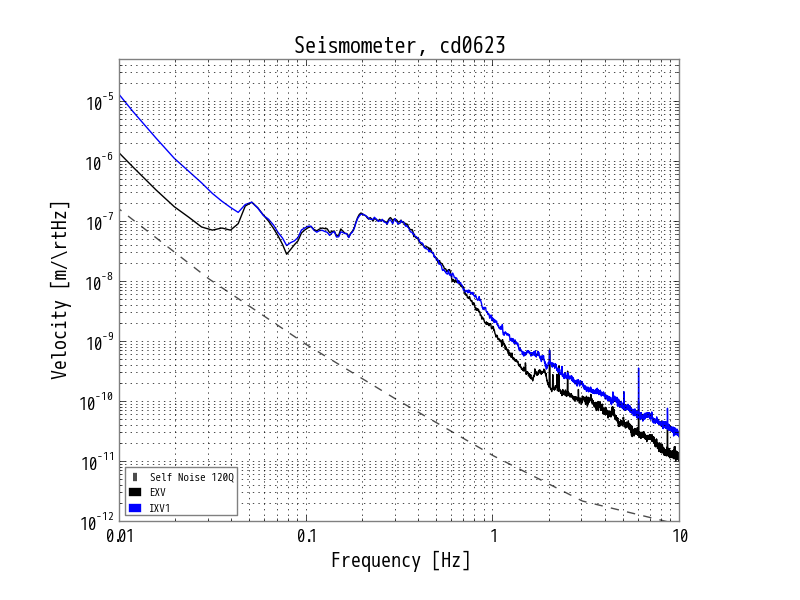 Seismometer, cd0623
Velocity [m/\rtHz]
10-5
10-6
10-7
10-8
10-9
10-10
10-11
10-12
Self Noise 120Q
EXV
IXV1
0.01
0.1
1
10
Frequency [Hz]